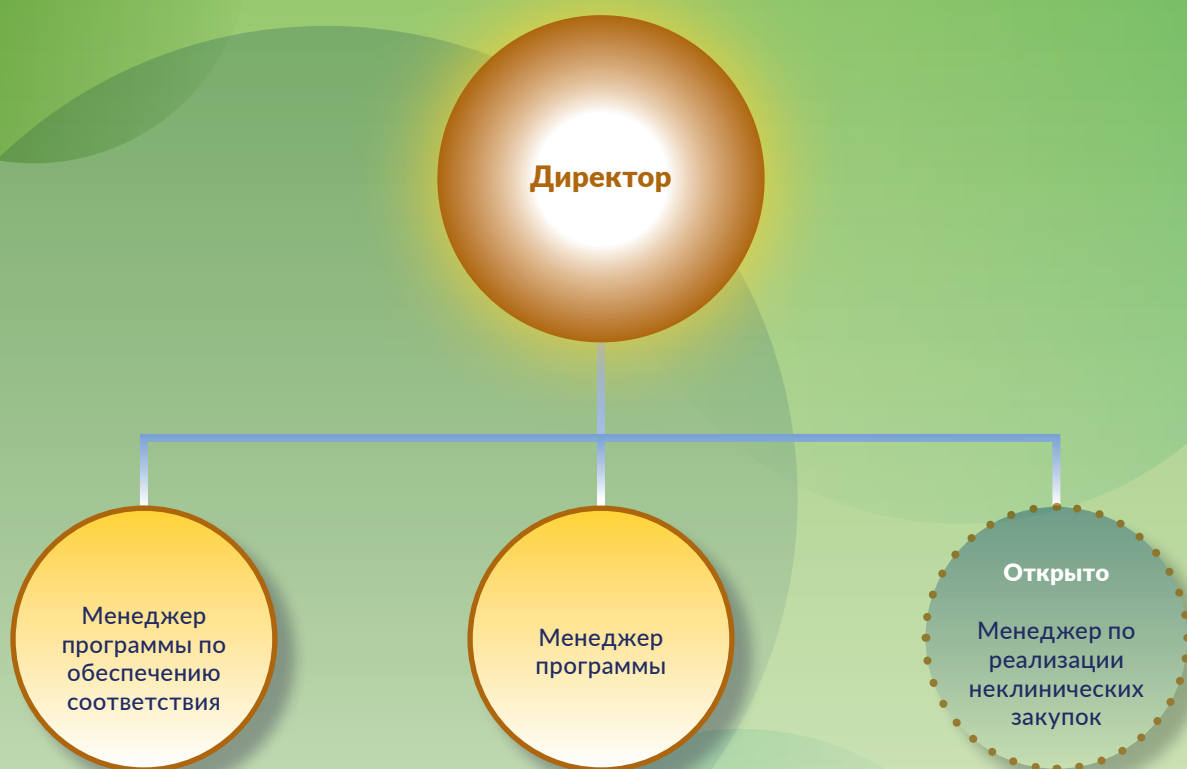 Директор
Менеджер
программы по
обеспечению
соответствия
Менеджер
программы
Открыто
Менеджер по
реализации
неклинических
закупок